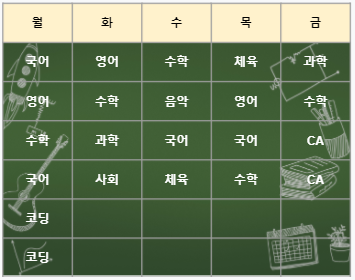 월 화 수 목 금
국어 영어 수학 체육 과학
영어 수학 음악 영어 수학
수학 과학 국어 국어 CA
국어 사회 체육 수학 CA
코딩
코딩